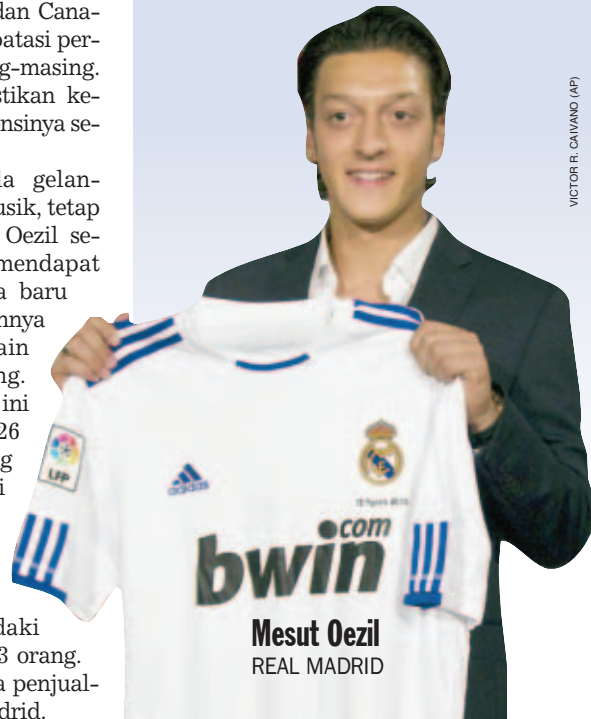 dan Cana-
patasi per-
g-masing.
stikan ke-
nsinya se-
la gelan-
usik, tetap
Oezil se-
mendapat
a baru
nnya
ain
ng.
ini
26
g
i
daki
3 orang.
a penjual-
drid.
VICTOR R. CAIVANO (AP)
LFP
adidas
bwin
.com
Mesut Oezil
REAL MADRID